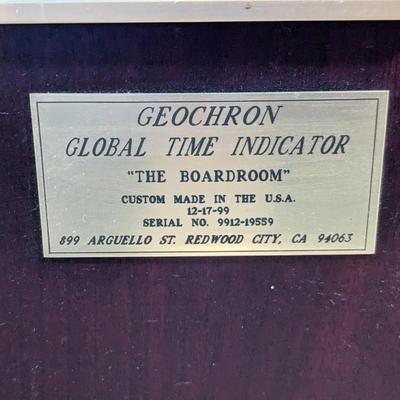 GEOCHRON
GLOBAL TIME INDICATOR
"THE BOARDROOM"
CUSTOM MADE IN THE U.S.A.
12-17-99
SERIAL NO. 9912-19559
899 ARGUELLO ST. REDWOOD CITY, CA 94063